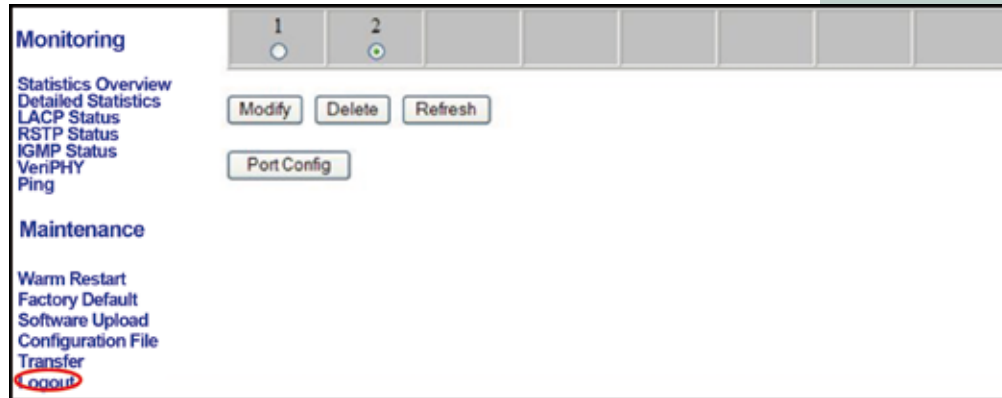 Monitoring
1 2
Statistics Overview
Detailed Statistics
LACP Status
RSTP Status
IGMP Status
VeriPHY
Ping
Modify Delete Refresh
Port Config
Maintenance
Warm Restart
Factory Default
Software Upload
Configuration File
Transfer
Logout